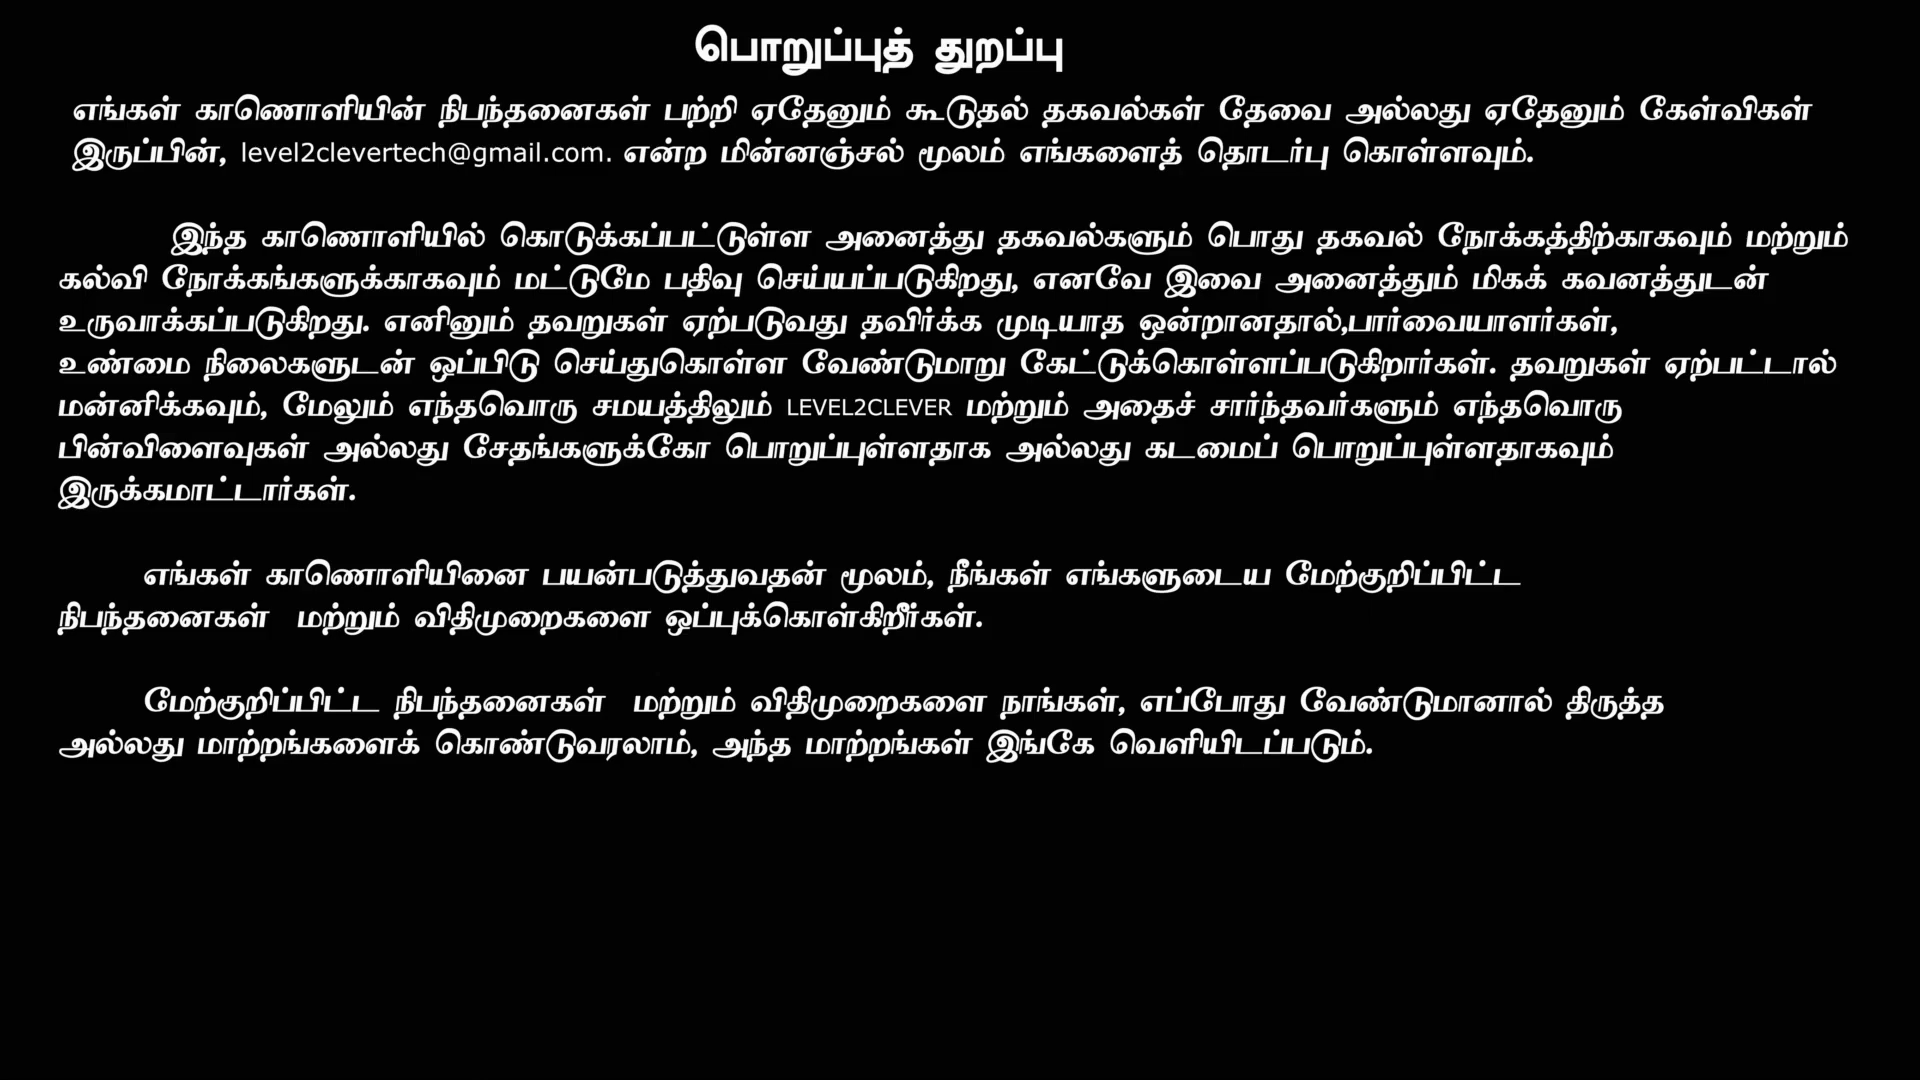 பொறுப்புத் துறப்பு
எங்கள் காணொளியின் நிபந்தனைகள் பற்றி ஏதேனும் கூடுதல் தகவல்கள் தேவை அல்லது ஏதேனும் கேள்விகள்
இருப்பின், level2clevertech@gmail.com. என்ற மின்னஞ்சல் மூலம் எங்களைத் தொடர்பு கொள்ளவும்.
இந்த காணொளியில் கொடுக்கப்பட்டுள்ள அனைத்து தகவல்களும் பொது தகவல் நோக்கத்திற்காகவும் மற்றும்
கல்வி நோக்கங்களுக்காகவும் மட்டுமே பதிவு செய்யப்படுகிறது, எனவே இவை அனைத்தும் மிகக் கவனத்துடன்
உருவாக்கப்படுகிறது. எனினும் தவறுகள் ஏற்படுவது தவிர்க்க முடியாத ஒன்றானதால்,பார்வையாளர்கள்,
உண்மை நிலைகளுடன் ஒப்பிடு செய்துகொள்ள வேண்டுமாறு கேட்டுக்கொள்ளப்படுகிறார்கள். தவறுகள் ஏற்பட்டால்
மன்னிக்கவும், மேலும் எந்தவொரு சமயத்திலும் LEVEL2CLEVER மற்றும் அதைச் சார்ந்தவர்களும் எந்தவொரு
பின்விளைவுகள் அல்லது சேதங்களுக்கோ பொறுப்புள்ளதாக அல்லது கடமைப் பொறுப்புள்ளதாகவும்
இருக்கமாட்டார்கள்.
எங்கள் காணொளியினை பயன்படுத்துவதன் மூலம், நீங்கள் எங்களுடைய மேற்குறிப்பிட்ட
நிபந்தனைகள் மற்றும் விதிமுறைகளை ஒப்புக்கொள்கிறீர்கள்.
மேற்குறிப்பிட்ட நிபந்தனைகள் மற்றும் விதிமுறைகளை நாங்கள், எப்போது வேண்டுமானால் திருத்த
அல்லது மாற்றங்களைக் கொண்டுவரலாம், அந்த மாற்றங்கள் இங்கே வெளியிடப்படும்.